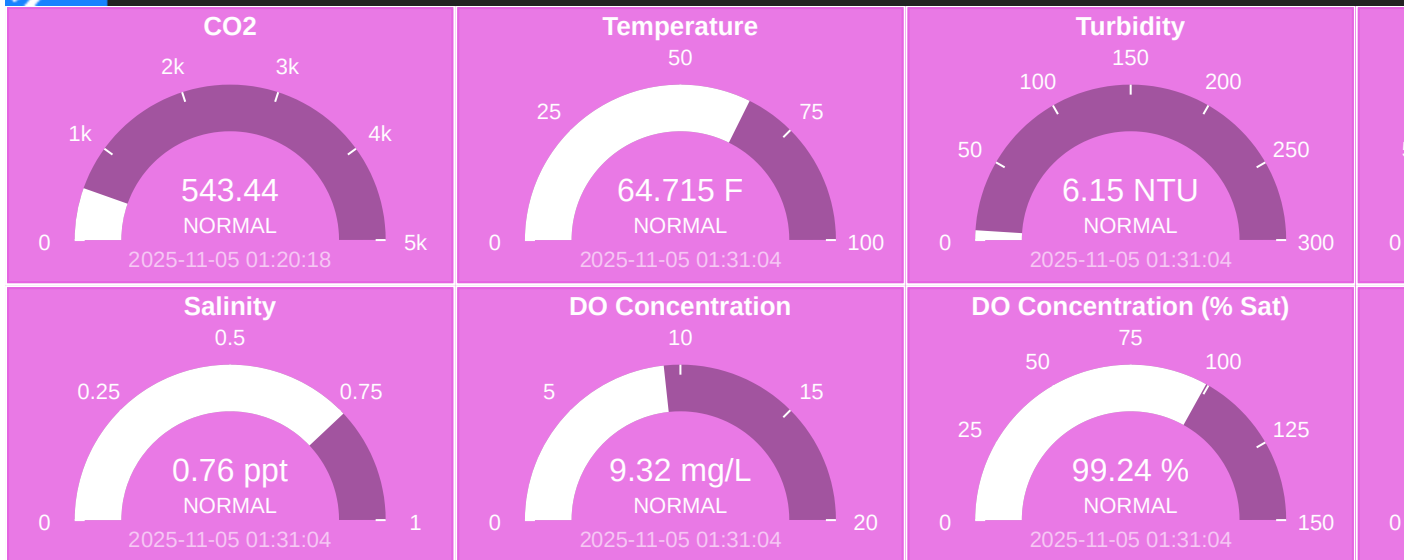 CO2
2k
3k
1k
4k
543.44
NORMAL
0
5k
2025-11-05 01:20:18
Temperature
50
25
75
64.715 F
NORMAL
0
100
2025-11-05 01:31:04
Turbidity
150
100
200
50
250
6.15 NTU
NORMAL
0
300
2025-11-05 01:31:04
0
Salinity
0.5
0.25
0.75
0.76 ppt
NORMAL
0
1
2025-11-05 01:31:04
DO Concentration
10
5
15
9.32 mg/L
NORMAL
0
20
2025-11-05 01:31:04
DO Concentration (% Sat)
75
50
100
25
125
99.24 %
NORMAL
0
150
2025-11-05 01:31:04
0